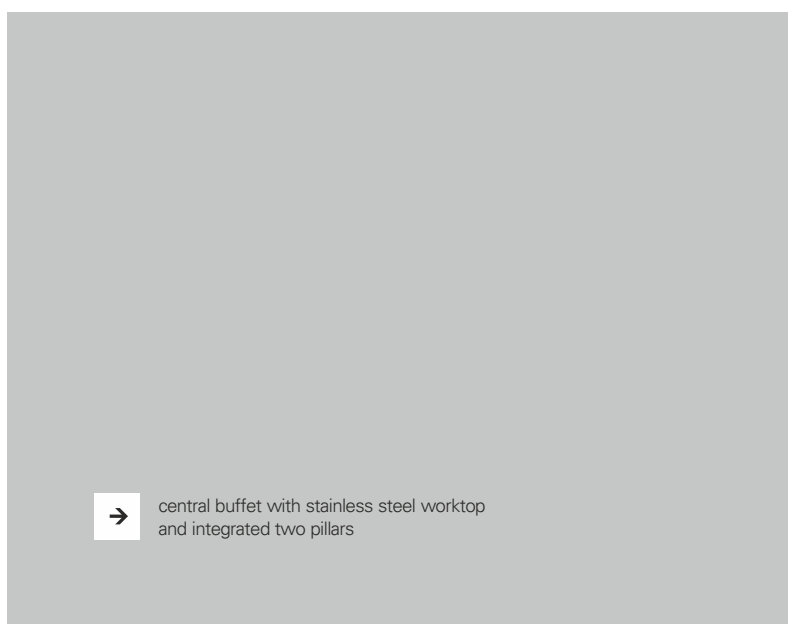 central buffet with stainless steel worktop
and integrated two pillars